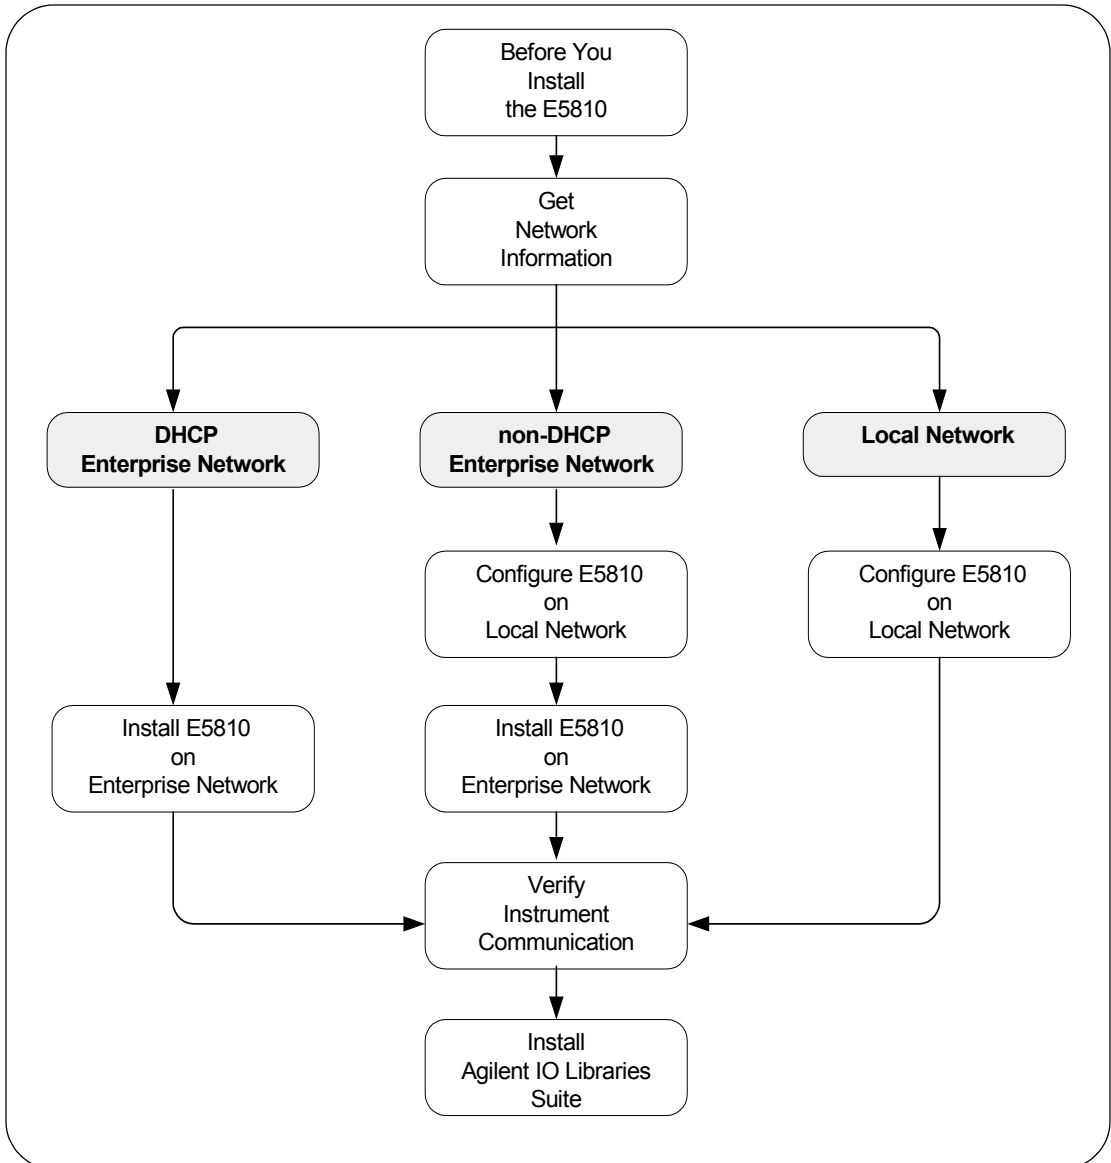 Before You
Install
the E5810
Get
Network
Information
DHCP
Enterprise Network
non-DHCP
Enterprise Network
Local Network
Configure E5810
on
Local Network
Configure E5810
on
Local Network
Install E5810
on
Enterprise Network
Install E5810
on
Enterprise Network
Verify
Instrument
Communication
Install
Agilent IO Libraries
Suite